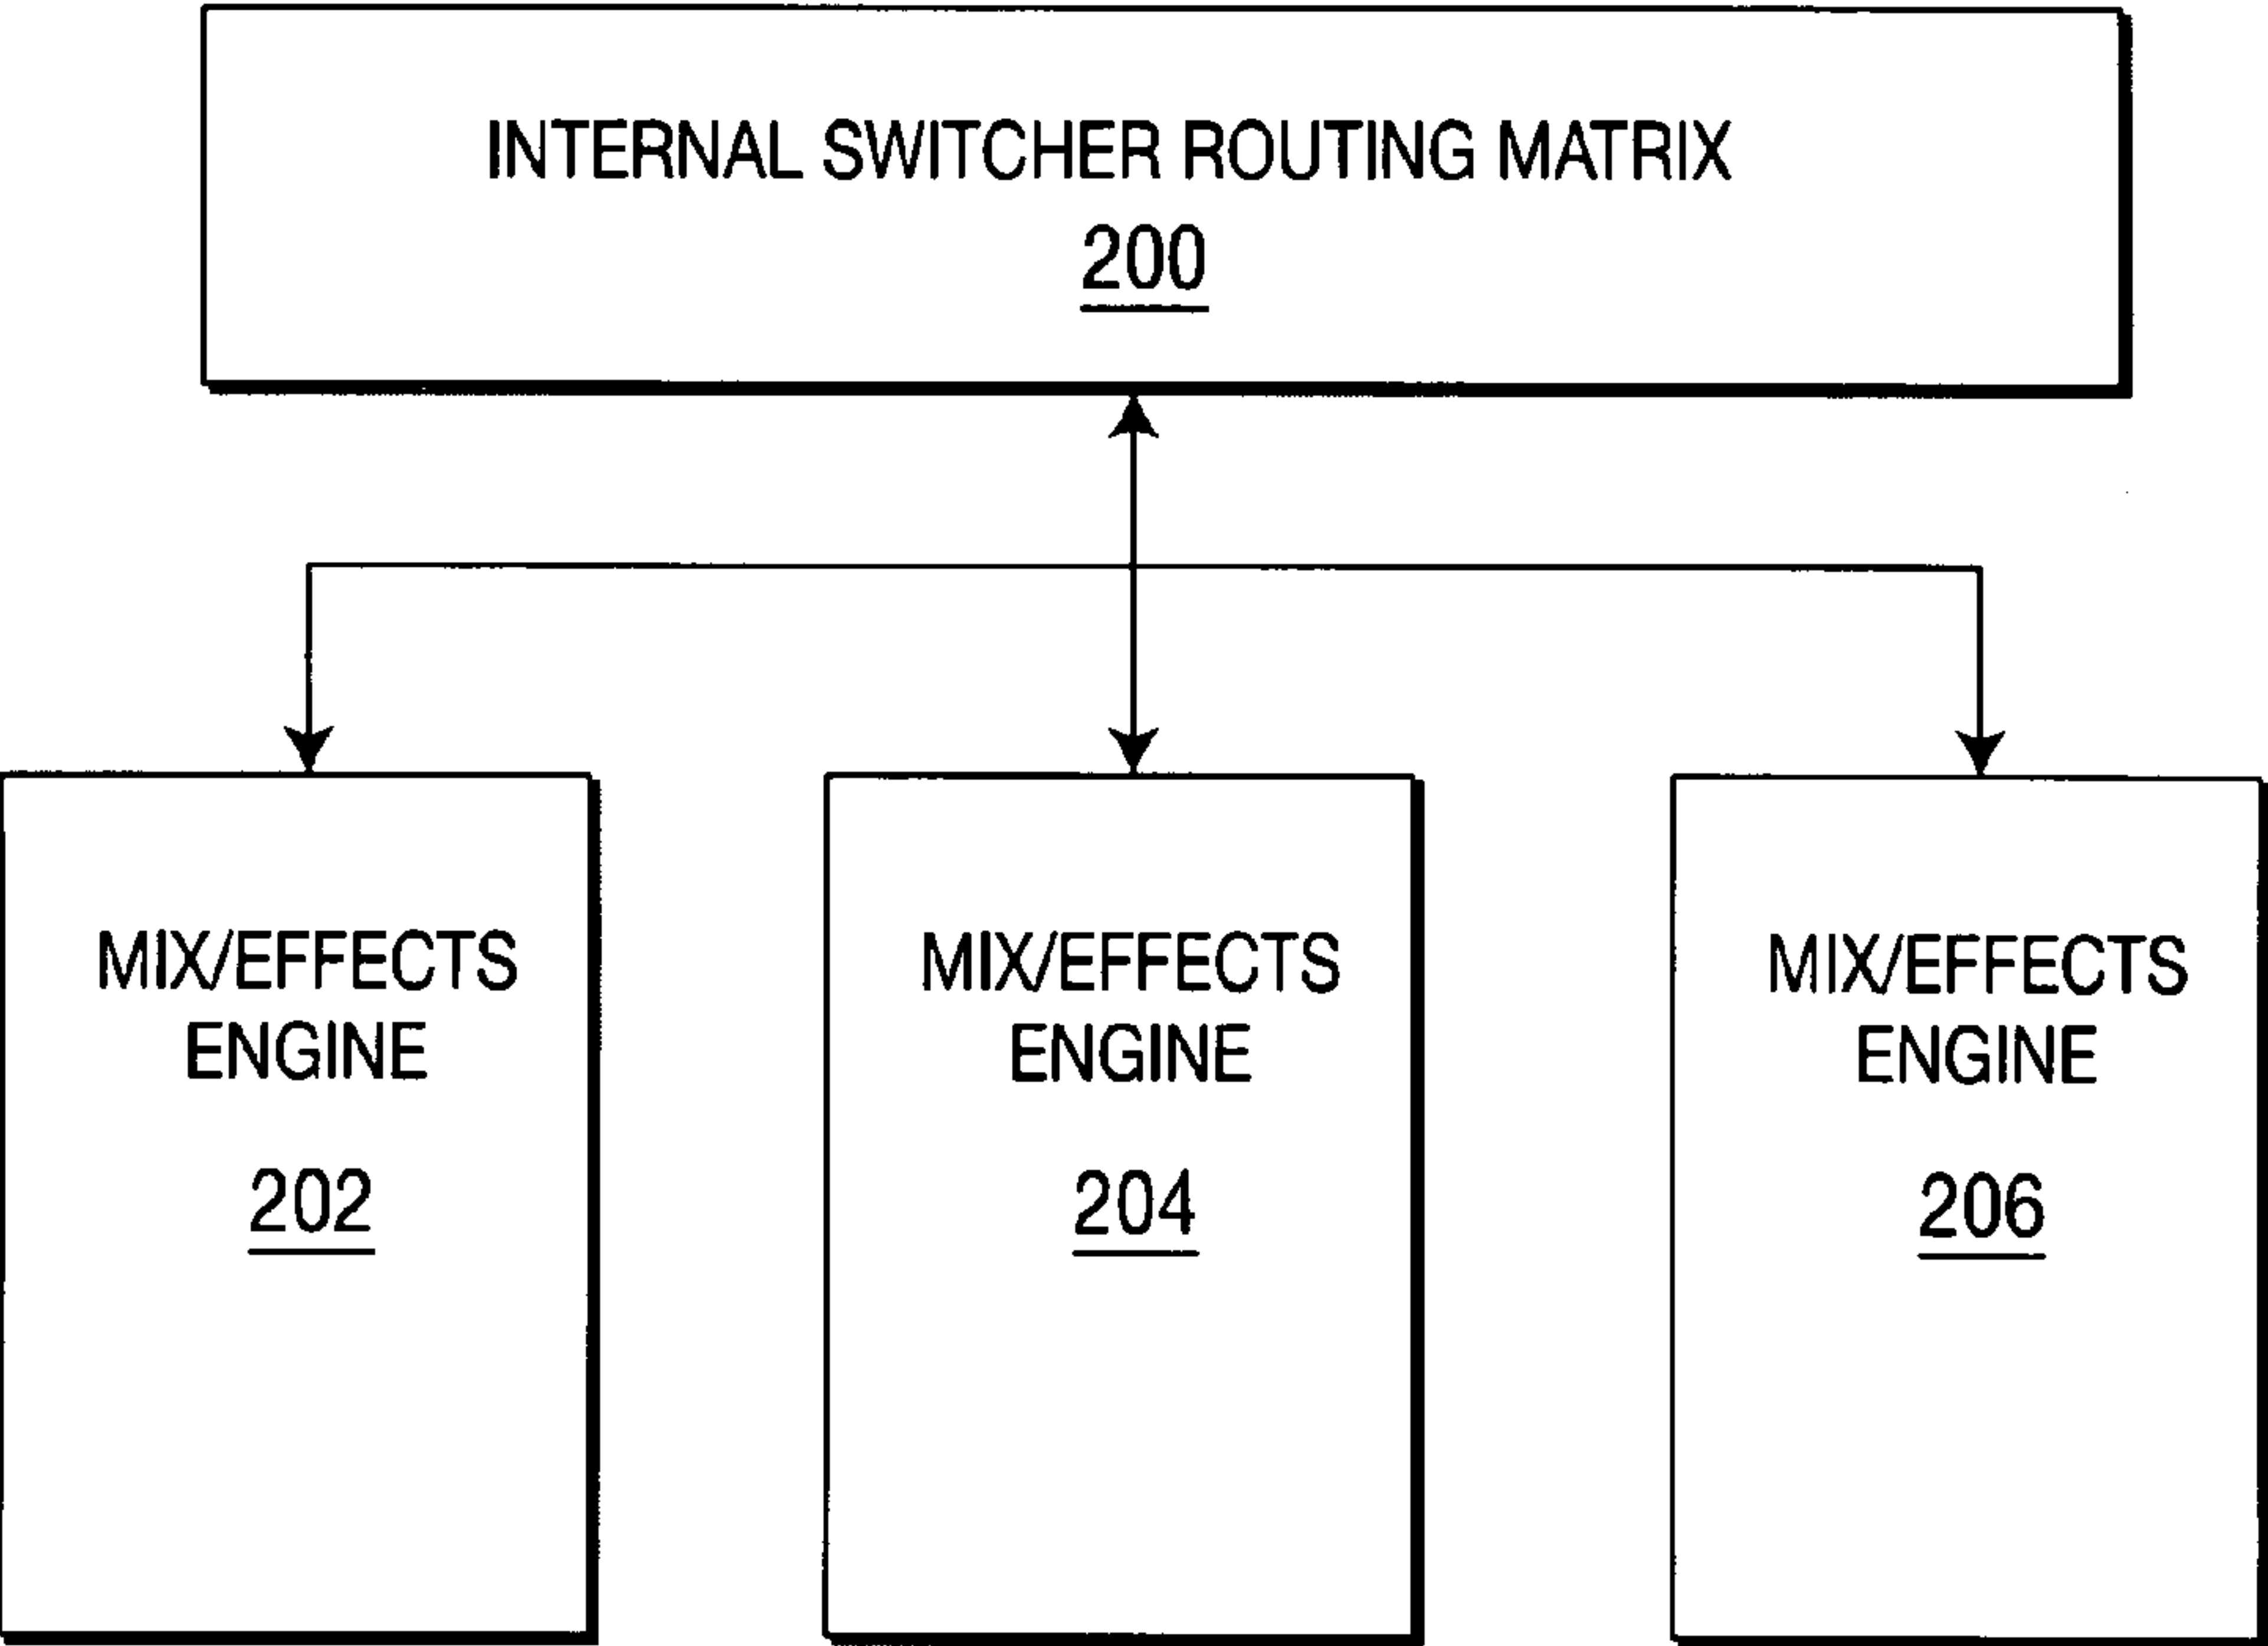 INTERNAL SWITCHER ROUTING MATRIX
200
MIX/EFFECTS
ENGINE
202
MIX/EFFECTS
ENGINE
204
MIX/EFFECTS
ENGINE
206